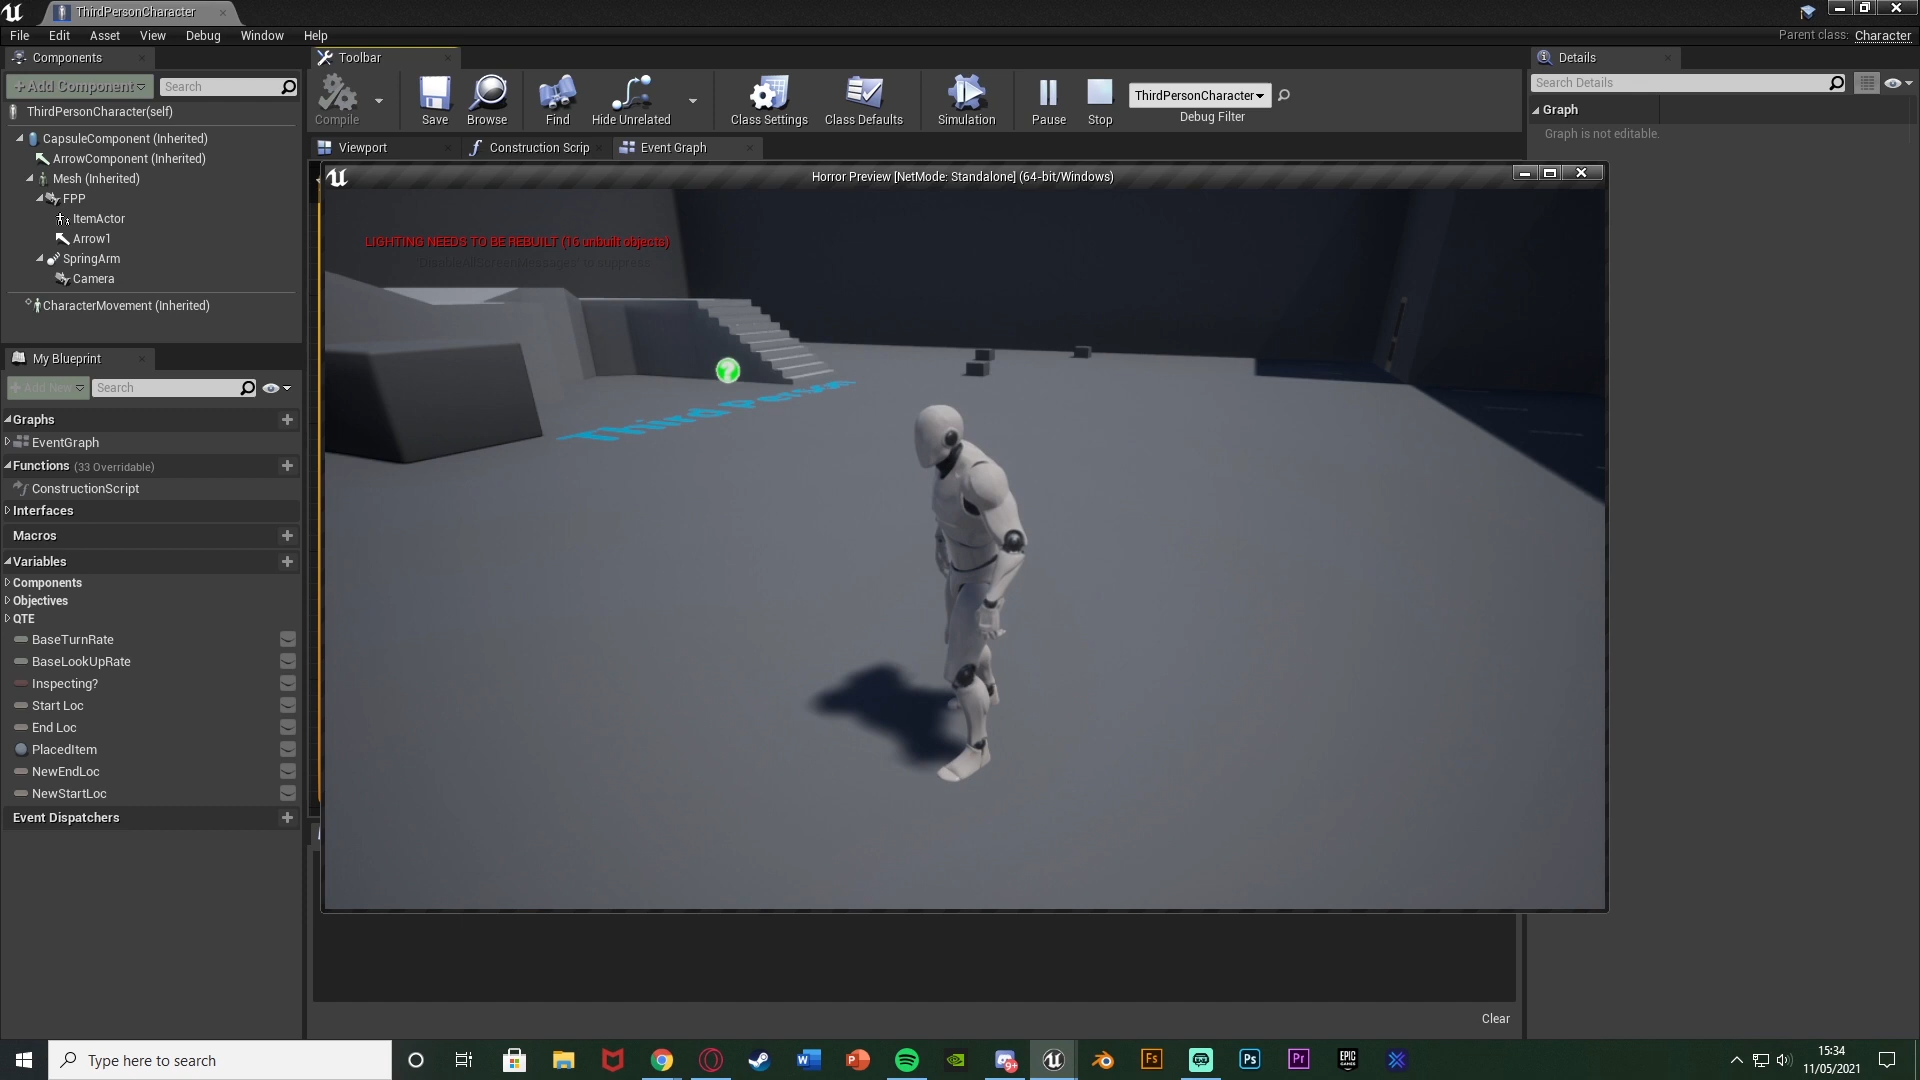 ThirdPersonCharacter
File Edit Asset View Debug Window Help
Parent class: Character
Components
+Add Component
Search
ThirdPersonCharacter(self)
CapsuleComponent (Inherited)
ArrowComponent (Inherited)
Mesh (Inherited)
FPP
ItemActor
Arrow1
SpringArm
Camera
CharacterMovement (Inherited)
My Blueprint
+Add New
Search
Graphs
EventGraph
Functions (33 Overridable)
ConstructionScript
Interfaces
Macros
Variables
Components
Objectives
QTE
BaseTurnRate
BaseLookUpRate
Inspecting?
Start Loc
End Loc
PlacedItem
NewEndLoc
NewStartLoc
Event Dispatchers
Toolbar
Compile Save Browse Find Hide Unrelated Class Settings Class Defaults Simulation Pause Stop
ThirdPersonCharacter
Debug Filter
Viewport Construction Scrip Event Graph
Horror Preview [NetMode: Standalone] (64-bit/Windows)
LIGHTING NEEDS TO BE REBUILT (16 unbuilt objects)
'DisableAllScreenMessages' to suppress
Third Person
Clear
Details
Search Details
Graph
Graph is not editable.
Type here to search
15:34
11/05/2021